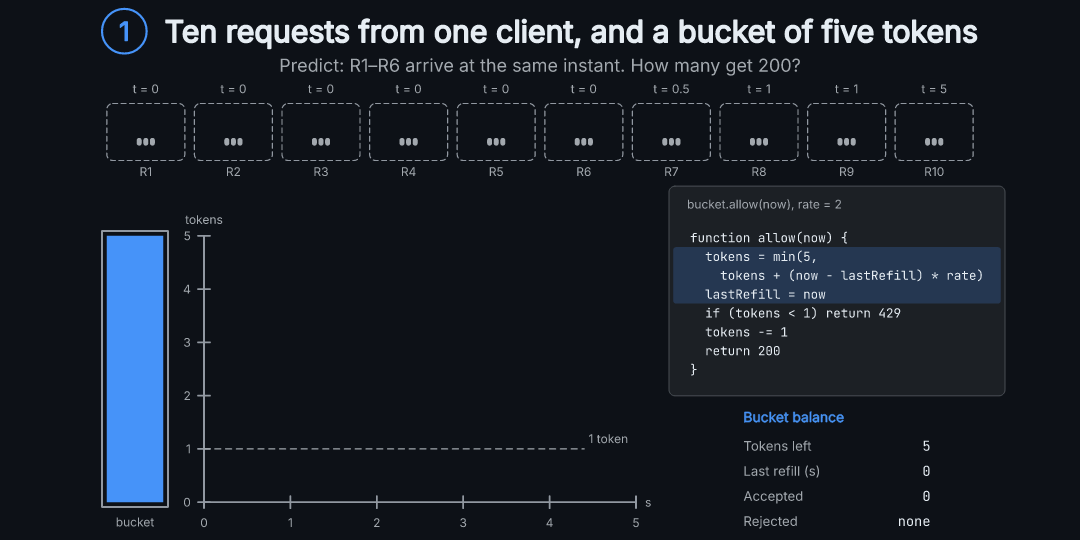 1
Ten requests from one client, and a bucket of five tokens
Predict: R1–R6 arrive at the same instant. How many get 200?
t = 0 t = 0 t = 0 t = 0 t = 0 t = 0 t = 0.5 t = 1 t = 1 t = 5
R1 R2 R3 R4 R5 R6 R7 R8 R9 R10
bucket.allow(now), rate = 2
function allow(now) {
tokens = min(5,
tokens + (now - lastRefill) * rate)
lastRefill = now
if (tokens < 1) return 429
tokens -= 1
return 200
}
tokens
5
4
3
2
1
0
1 token
s
0 1 2 3 4 5
bucket
Bucket balance
Tokens left 5
Last refill (s) 0
Accepted 0
Rejected none